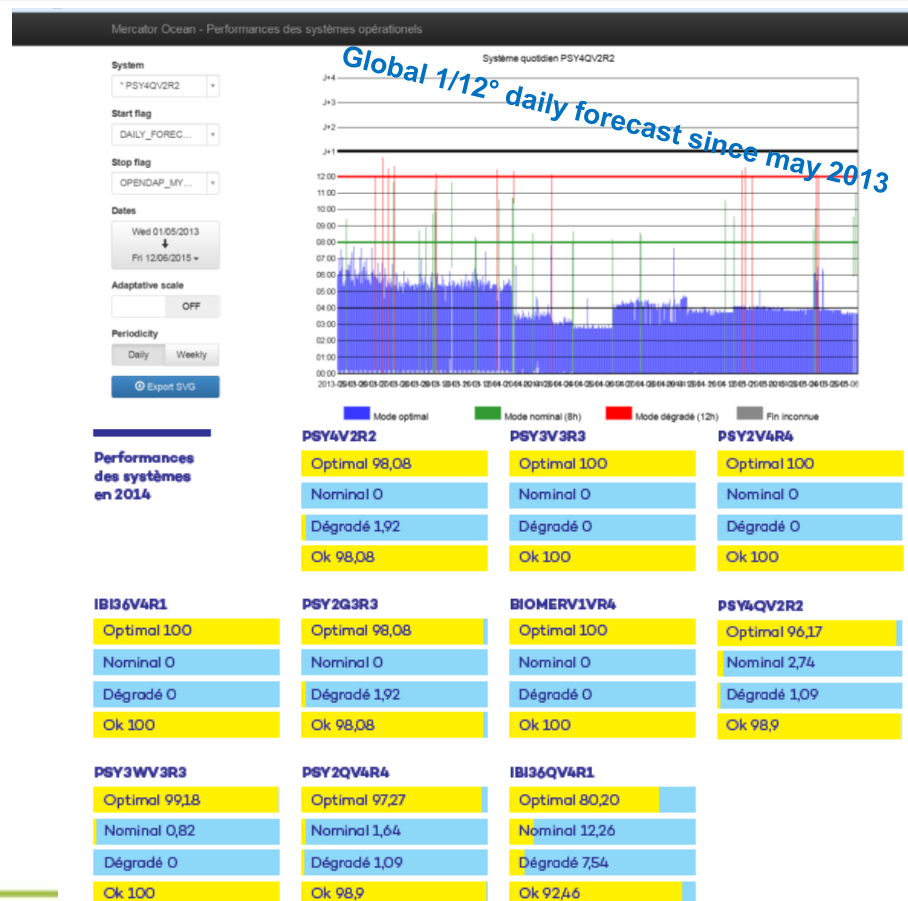 Mercator Ocean - Performances des systèmes opérationels
System
* PSY4QV2R2
Start flag
DAILY_FOREC...
Stop flag
OPENDAP_MY...
Dates
Wed 01/05/2013
Fri 12/06/2015
Adaptative scale
OFF
Periodicity
Daily Weekly
Export SVG
Système quotidien PSY4QV2R2
Global 1/12° daily forecast since may 2013
J+4
J+3
J+2
J+1
12:00
11:00
10:00
09:00
08:00
07:00
06:00
05:00
04:00
03:00
02:00
01:00
00:00
Mode optimal Mode nominal (8h) Mode dégradé (12h) Fin inconnue
Performances
des systèmes
en 2014
PSY4V2R2
Optimal 98,08
Nominal 0
Dégradé 1,92
Ok 98,08
PSY3V3R3
Optimal 100
Nominal 0
Dégradé 0
Ok 100
PSY2V4R4
Optimal 100
Nominal 0
Dégradé 0
Ok 100
IBI36V4R1
Optimal 100
Nominal 0
Dégradé 0
Ok 100
PSY2G3R3
Optimal 98,08
Nominal 0
Dégradé 1,92
Ok 98,08
BIOMERV1VR4
Optimal 100
Nominal 0
Dégradé 0
Ok 100
PSY4QV2R2
Optimal 96,17
Nominal 2,74
Dégradé 1,09
Ok 98,9
PSY3WV3R3
Optimal 99,18
Nominal 0,82
Dégradé 0
Ok 100
PSY2QV4R4
Optimal 97,27
Nominal 1,64
Dégradé 1,09
Ok 98,9
IBI36QV4R1
Optimal 80,20
Nominal 12,26
Dégradé 7,54
Ok 92,46